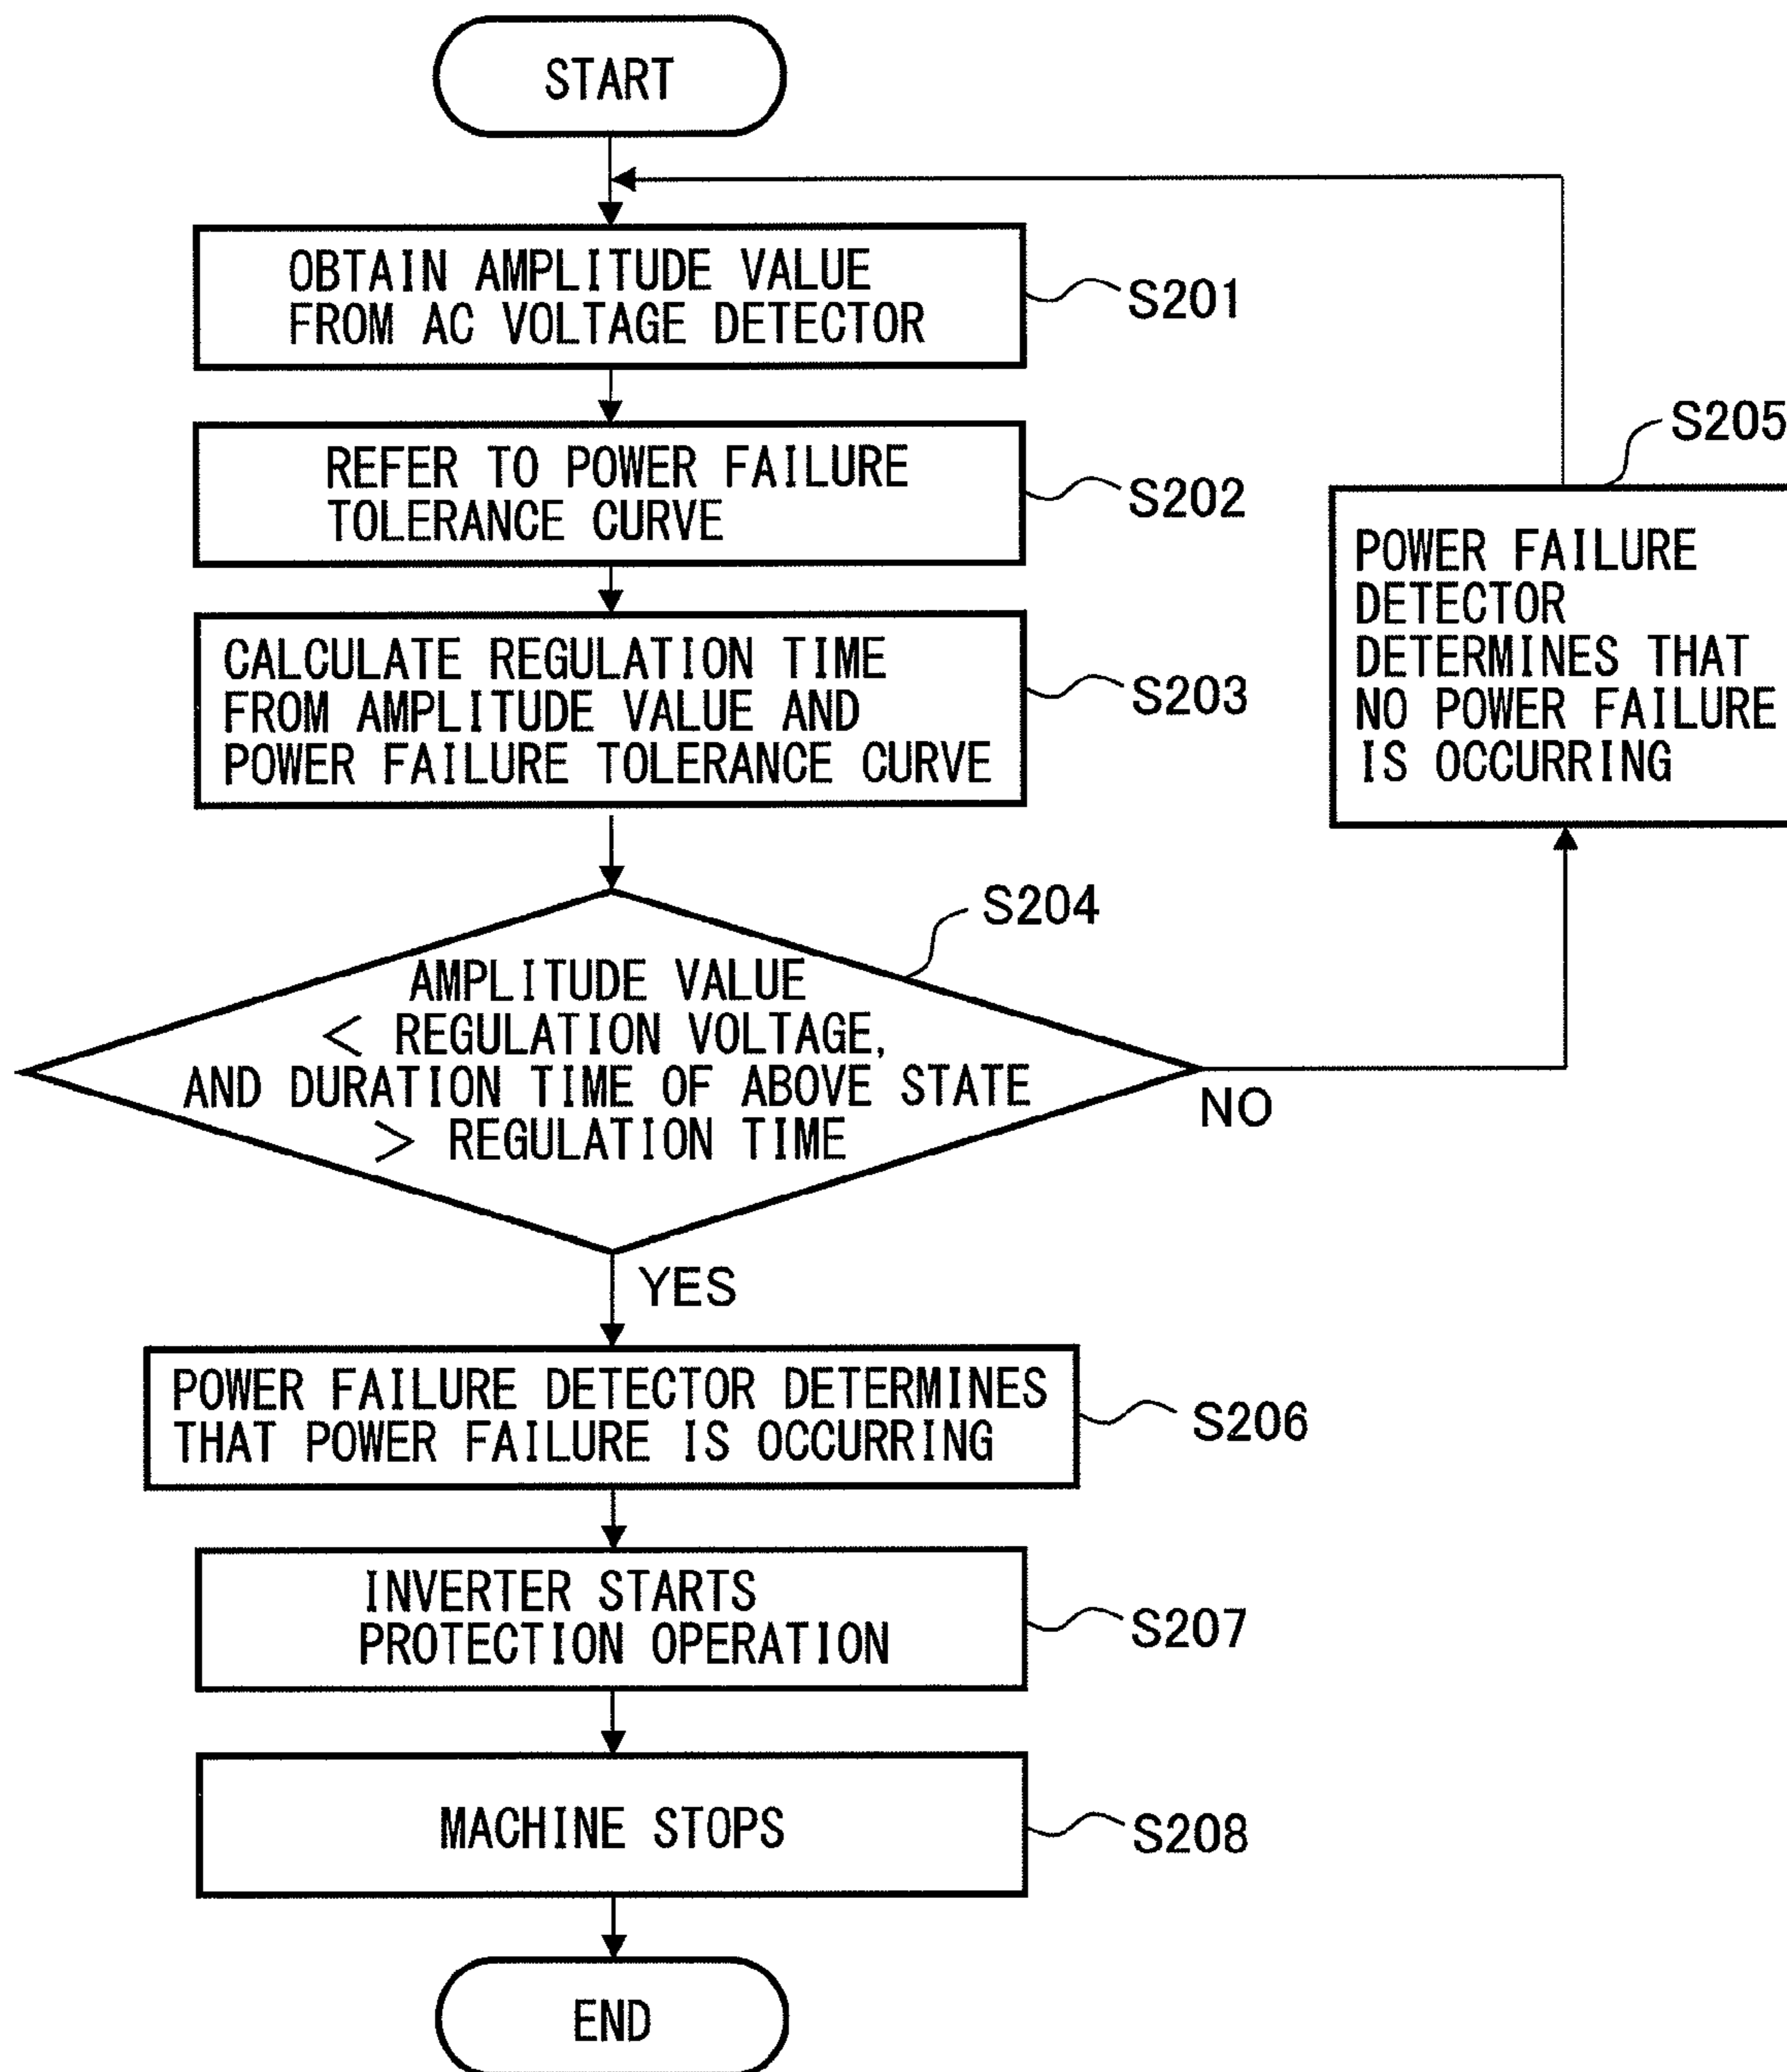 START
OBTAIN AMPLITUDE VALUE
FROM AC VOLTAGE DETECTOR
S201
REFER TO POWER FAILURE
TOLERANCE CURVE
S202
CALCULATE REGULATION TIME
FROM AMPLITUDE VALUE AND
POWER FAILURE TOLERANCE CURVE
S203
AMPLITUDE VALUE
< REGULATION VOLTAGE,
AND DURATION TIME OF ABOVE STATE
> REGULATION TIME
S204
NO
S205
POWER FAILURE
DETECTOR
DETERMINES THAT
NO POWER FAILURE
IS OCCURRING
YES
POWER FAILURE DETECTOR DETERMINES
THAT POWER FAILURE IS OCCURRING
S206
INVERTER STARTS
PROTECTION OPERATION
S207
MACHINE STOPS
S208
END